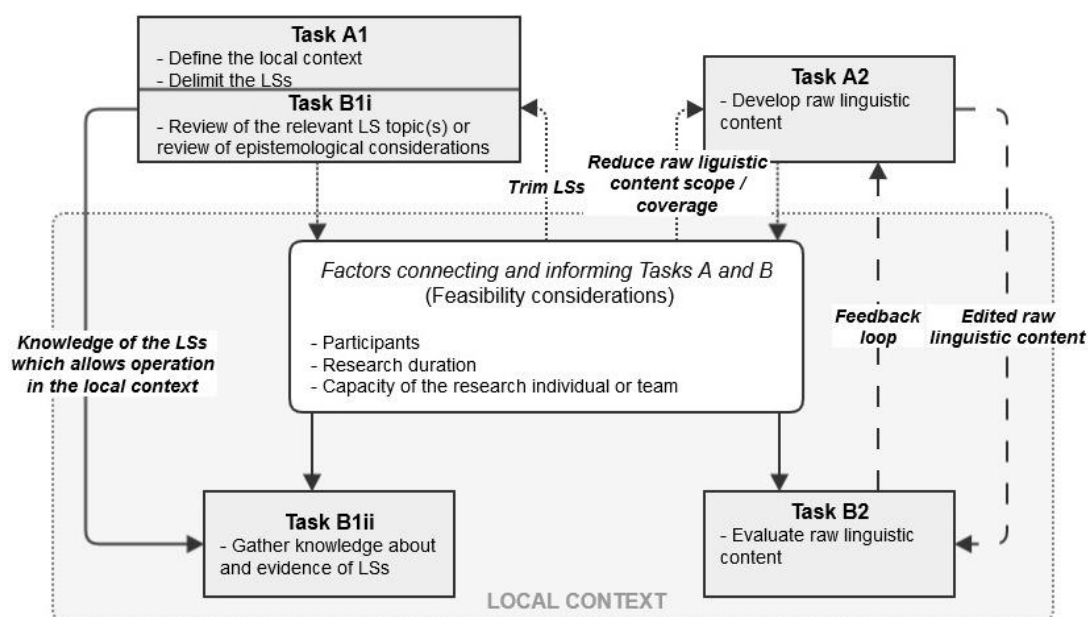 Task A1
- Define the local context
- Delimit the LSs
Task B1i
- Review of the relevant LS topic(s) or
review of epistemological considerations
Task A2
- Develop raw linguistic
content
Trim LSs
Reduce raw liguistic
content scope /
coverage
Factors connecting and informing Tasks A and B
(Feasibility considerations)
- Participants
- Research duration
- Capacity of the research individual or team
Knowledge of the LSs
which allows operation
in the local context
Feedback
loop
Edited raw
linguistic content
Task B1ii
- Gather knowledge about
and evidence of LSs
Task B2
- Evaluate raw linguistic
content
LOCAL CONTEXT